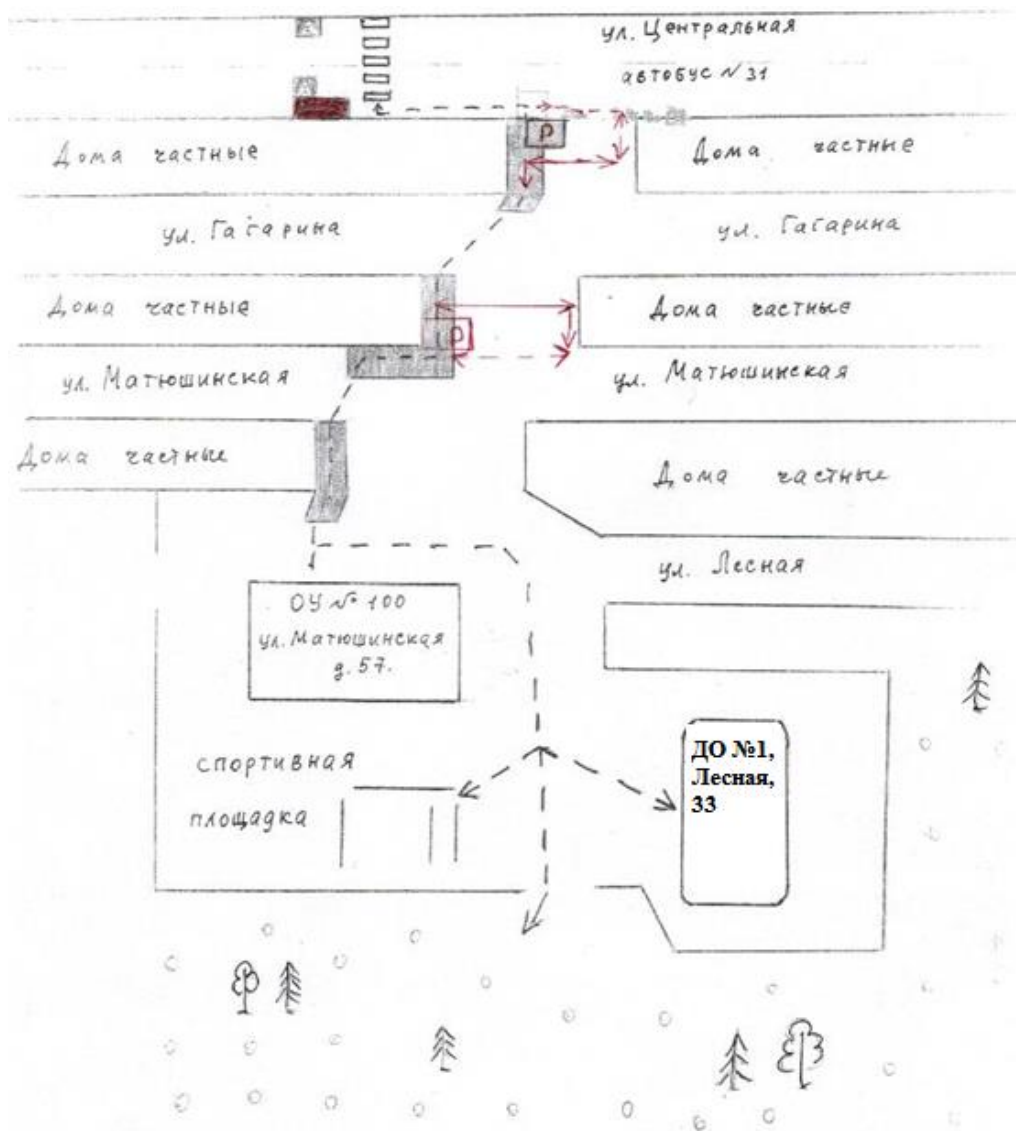 ул. Центральная
автобус № 31
А
А
Р
Дома частные
Дома частные
ул. Гагарина
ул. Гагарина
Дома частные
Р
Дома частные
ул. Матюшинская
ул. Матюшинская
Дома частные
Дома частные
ул. Лесная
ОУ № 100
ул. Матюшинская
д. 57.
ДО №1,
Лесная,
33
спортивная
площадка